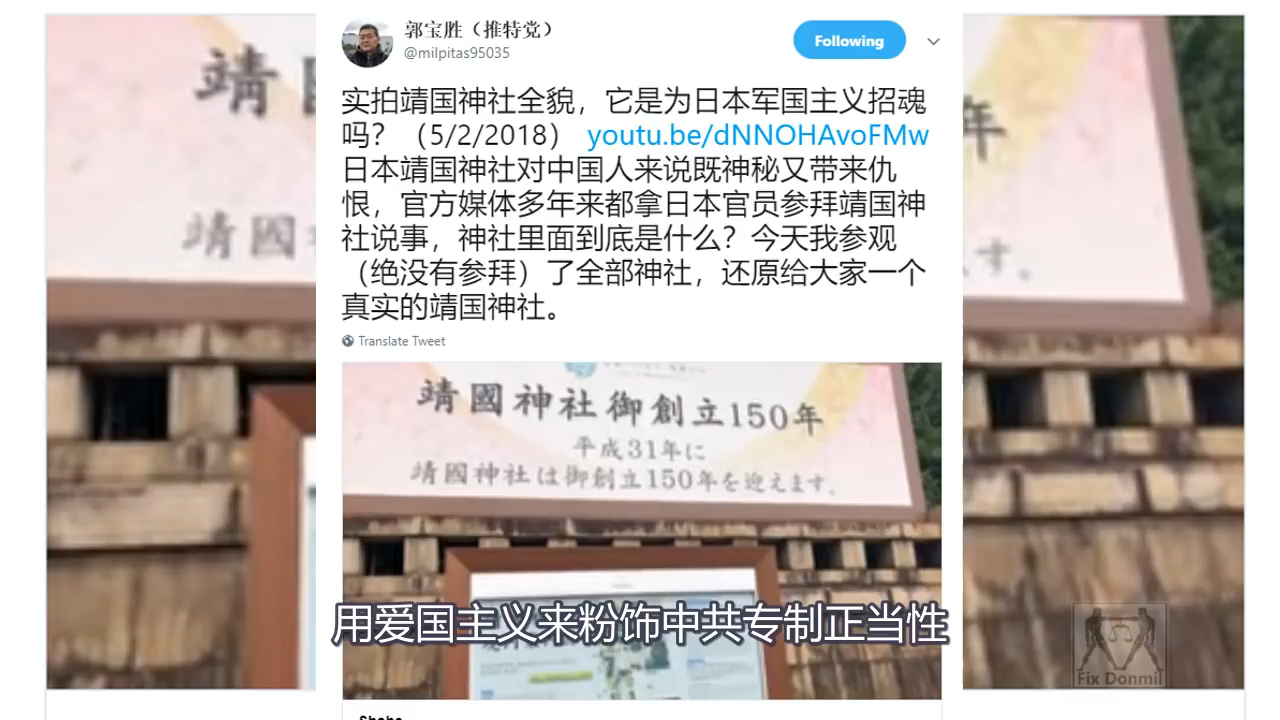 郭宝胜（推特党）
@milpitas95035
Following
实拍靖国神社全貌，它是为日本军国主义招魂
吗？（5/2/2018） youtu.be/dNNOHAvoFMw
日本靖国神社对中国人来说既神秘又带来仇
恨，官方媒体多年来都拿日本官员参拜靖国神
社说事，神社里面到底是什么？今天我参观
（绝没有参拜）了全部神社，还原给大家一个
真实的靖国神社。
Translate Tweet
靖國神社御創立150年
平成31年に
靖國神社は御創立150年を迎えます。
用爱国主义来粉饰中共专制正当性
靖
靖國
年
す。
Fix Donmil